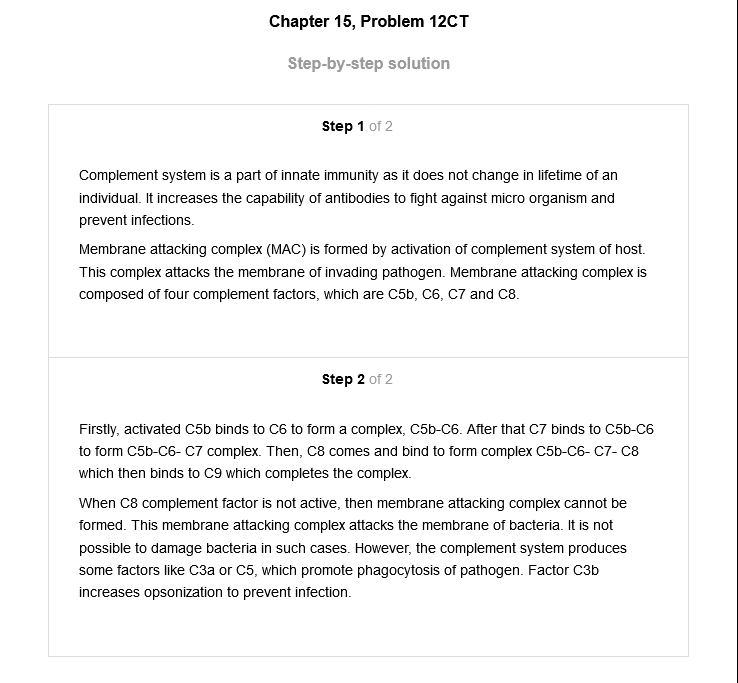 Chapter 15, Problem 12CT
Step-by-step solution
Step 1 of 2
Complement system is a part of innate immunity as it does not change in lifetime of an
individual. It increases the capability of antibodies to fight against micro organism and
prevent infections.
Membrane attacking complex (MAC) is formed by activation of complement system of host.
This complex attacks the membrane of invading pathogen. Membrane attacking complex is
composed of four complement factors, which are C5b, C6, C7 and C8.
Step 2 of 2
Firstly, activated C5b binds to C6 to form a complex, C5b-C6. After that C7 binds to C5b-C6
to form C5b-C6- C7 complex. Then, C8 comes and bind to form complex C5b-C6- C7- C8
which then binds to C9 which completes the complex.
When C8 complement factor is not active, then membrane attacking complex cannot be
formed. This membrane attacking complex attacks the membrane of bacteria. It is not
possible to damage bacteria in such cases. However, the complement system produces
some factors like C3a or C5, which promote phagocytosis of pathogen. Factor C3b
increases opsonization to prevent infection.